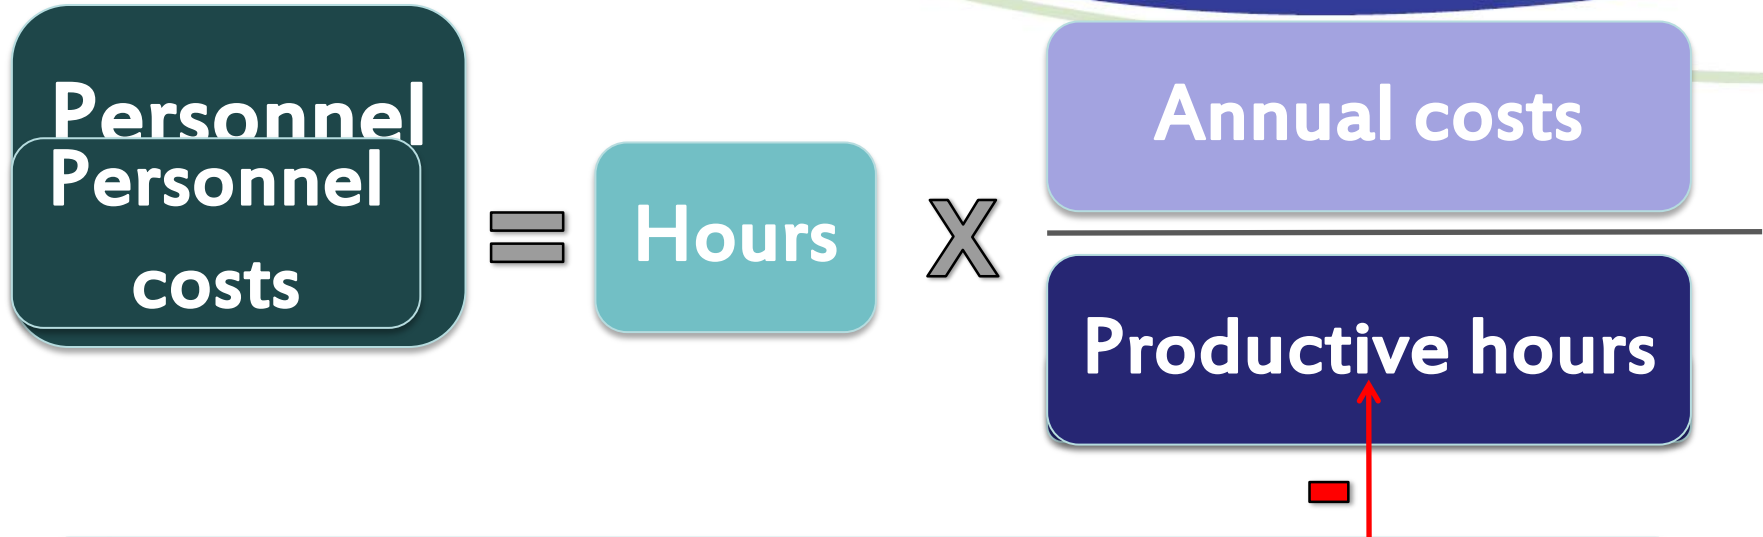 Personnel
Personnel
costs
=
Hours
X
Annual costs
Productive hours
-